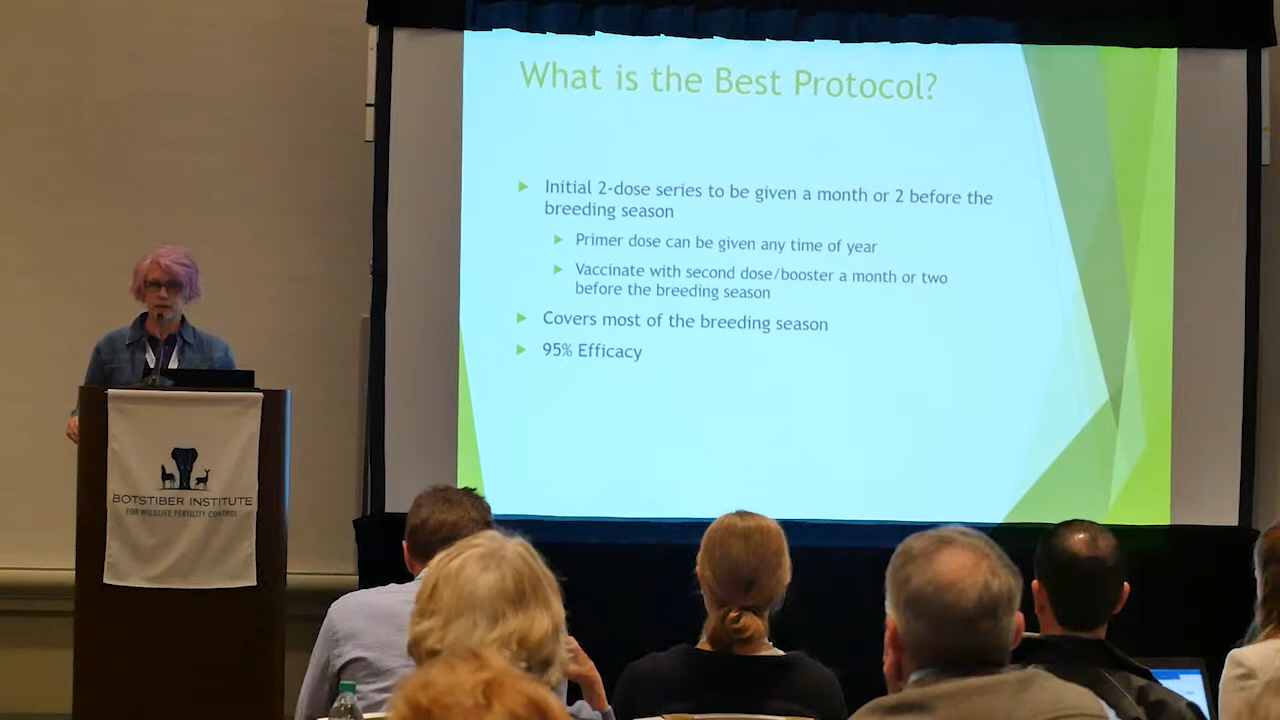 What is the Best Protocol?
Initial 2-dose series to be given a month or 2 before the
breeding season
Primer dose can be given any time of year
Vaccinate with second dose/booster a month or two
before the breeding season
Covers most of the breeding season
95% Efficacy
BOTSTIBER INSTITUTE
FOR WILDLIFE FERTILITY CONTROL